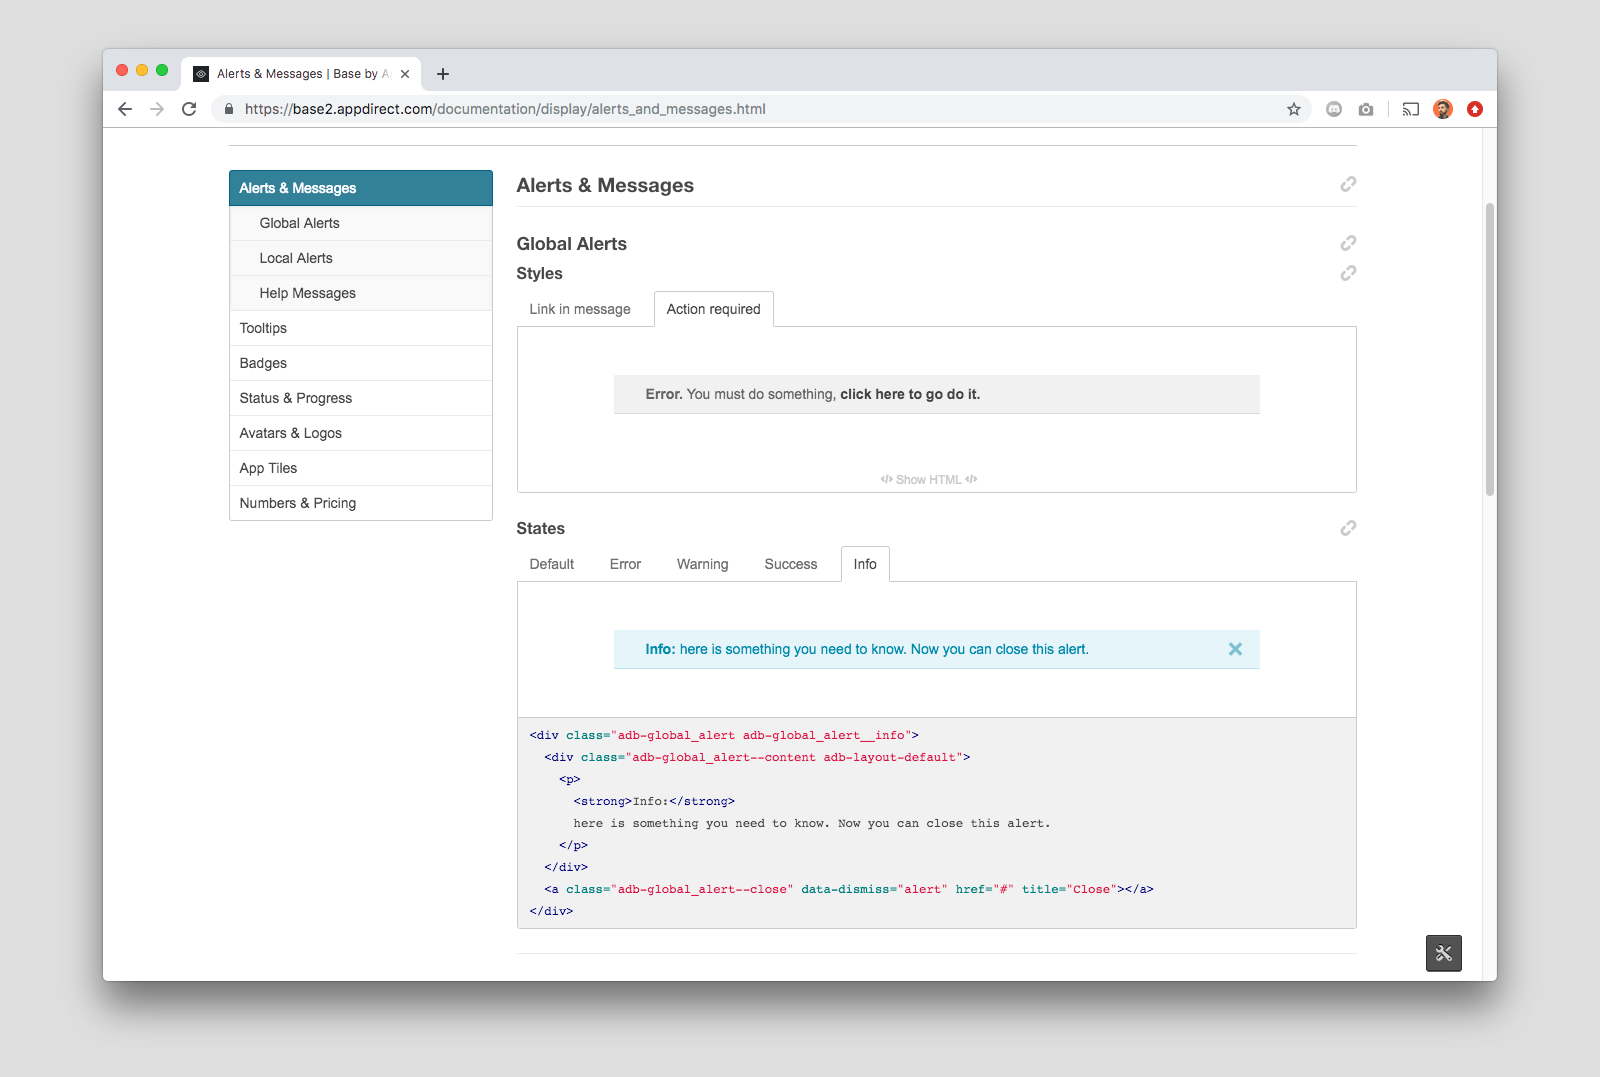 Alerts & Messages | Base by A
https://base2.appdirect.com/documentation/display/alerts_and_messages.html
Alerts & Messages
Global Alerts
Local Alerts
Help Messages
Tooltips
Badges
Status & Progress
Avatars & Logos
App Tiles
Numbers & Pricing
Alerts & Messages
Global Alerts
Styles
Link in message
Action required
Error. You must do something, click here to go do it.
</> Show HTML </>
States
Default
Error
Warning
Success
Info
Info: here is something you need to know. Now you can close this alert.
<div class="adb-global_alert adb-global_alert__info">
<div class="adb-global_alert--content adb-layout-default">
<p>
<strong>Info:</strong>
here is something you need to know. Now you can close this alert.
</p>
</div>
<a class="adb-global_alert--close" data-dismiss="alert" href="#" title="Close"></a>
</div>